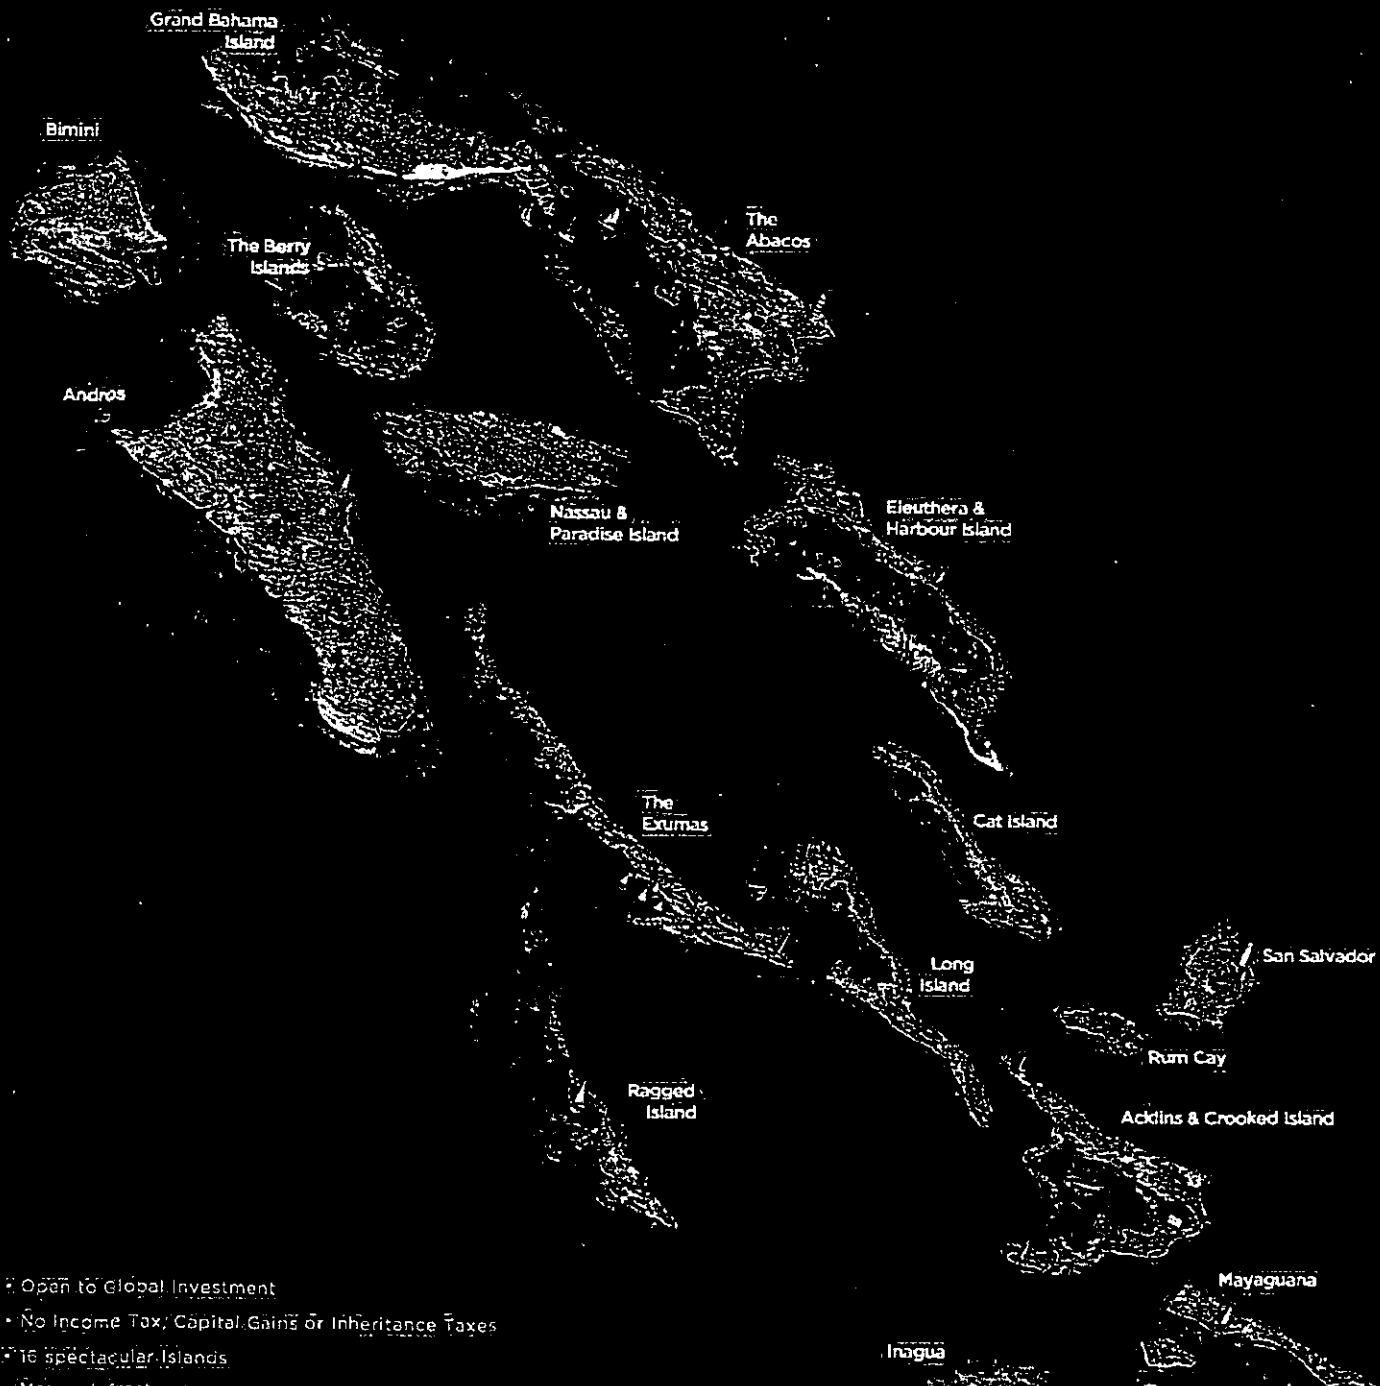 Grand Bahama
Island
Bimini
The
Abacos
The Berry
Islands
Andros
Nassau &
Paradise Island
Eleuthera &
Harbour Island
The
Exumas
Cat Island
San Salvador
Long
Island
Rum Cay
Ragged
Island
Acklins & Crooked Island
Mayaguana
Inagua
• Open to Global Investment
• No Income Tax, Capital Gains or Inheritance Taxes
• 16 spectacular Islands